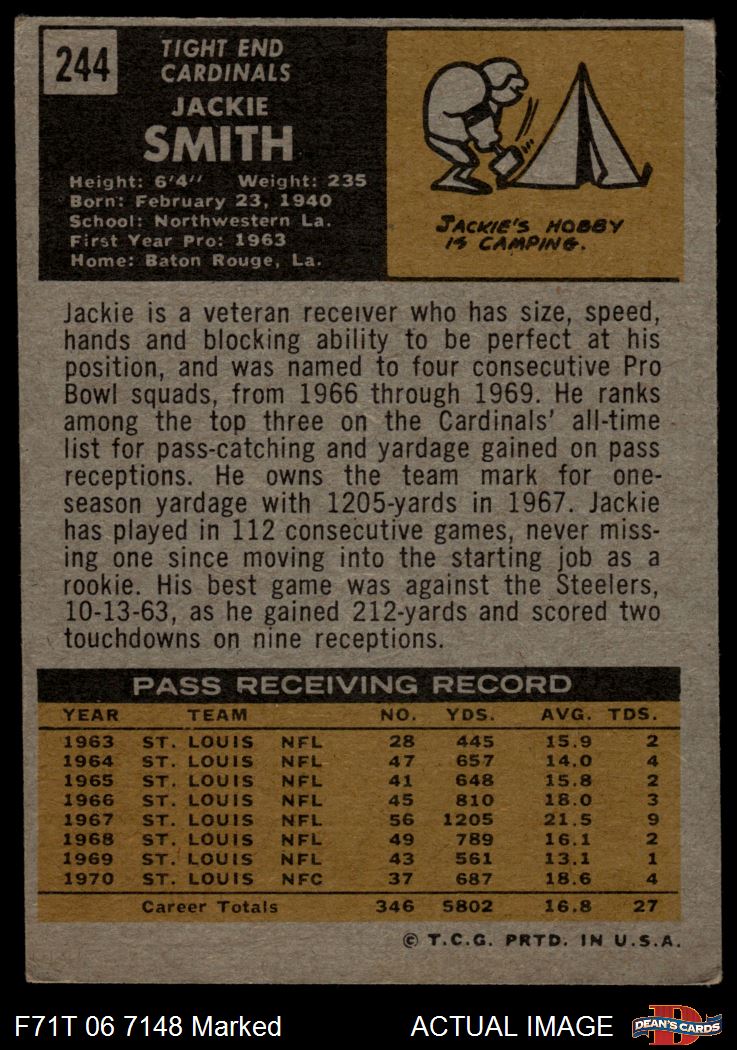 244
TIGHT END
CARDINALS
JACKIE
SMITH
Height: 6'4" Weight: 235
Born: February 23, 1940
School: Northwestern La.
First Year Pro: 1963
Home: Baton Rouge, La.
JACKIE'S HOBBY
IS CAMPING.
Jackie is a veteran receiver who has size, speed,
hands and blocking ability to be perfect at his
position, and was named to four consecutive Pro
Bowl squads, from 1966 through 1969. He ranks
among the top three on the Cardinals' all-time
list for pass-catching and yardage gained on pass
receptions. He owns the team mark for one-
season yardage with 1205-yards in 1967. Jackie
has played in 112 consecutive games, never miss-
ing one since moving into the starting job as a
rookie. His best game was against the Steelers,
10-13-63, as he gained 212-yards and scored two
touchdowns on nine receptions.
PASS RECEIVING RECORD
YEAR TEAM NO. YDS. AVG. TDS.
1963 ST. LOUIS NFL 28 445 15.9 2
1964 ST. LOUIS NFL 47 657 14.0 4
1965 ST. LOUIS NFL 41 648 15.8 2
1966 ST. LOUIS NFL 45 810 18.0 3
1967 ST. LOUIS NFL 56 1205 21.5 9
1968 ST. LOUIS NFL 49 789 16.1 2
1969 ST. LOUIS NFL 43 561 13.1 1
1970 ST. LOUIS NFC 37 687 18.6 4
Career Totals 346 5802 16.8 27
© T.C.G. PRTD. IN U.S.A.
F71T 06 7148 Marked ACTUAL IMAGE
D
DEAN'S CARDS